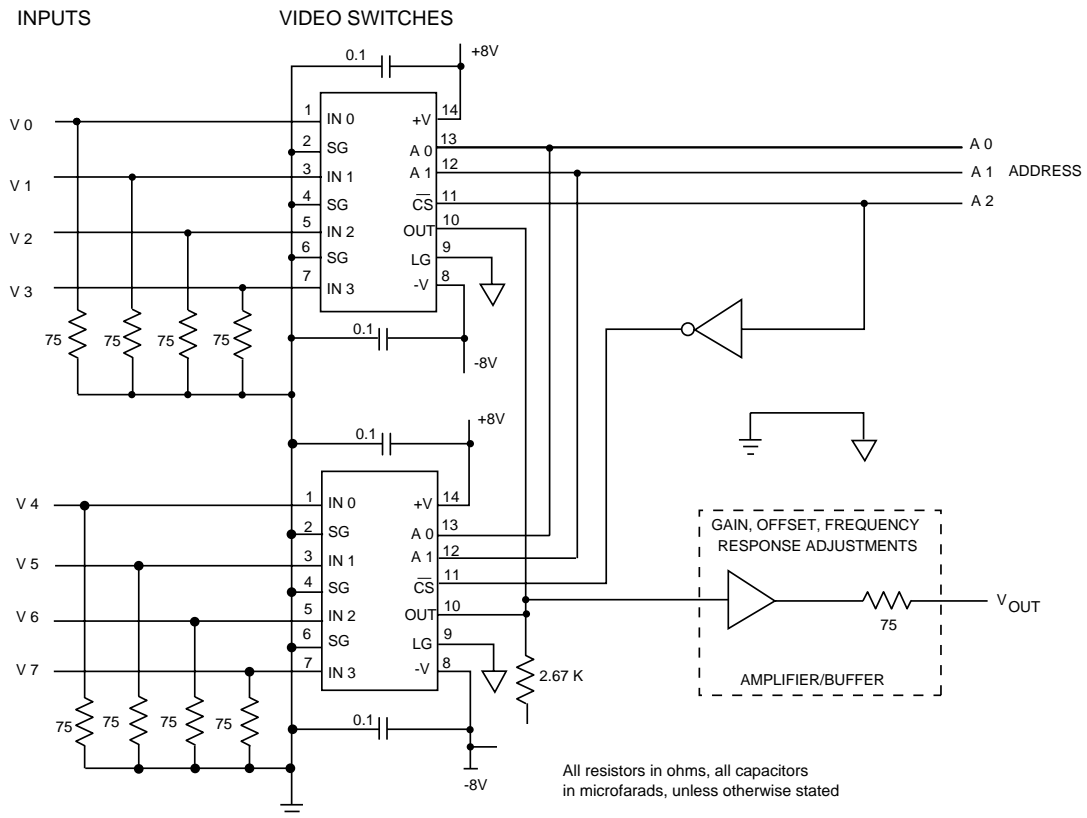 INPUTS
VIDEO SWITCHES
+8V
0.1
V 0
1
IN 0
+V
14
2
SG
A 0
13
A 0
V 1
3
IN 1
A 1
12
A 1 ADDRESS
4
SG
CS
11
A 2
V 2
5
IN 2
OUT
10
6
SG
LG
9
V 3
7
IN 3
-V
8
75
75
75
75
0.1
-8V
+8V
0.1
V 4
1
IN 0
+V
14
2
SG
A 0
13
V 5
3
IN 1
A 1
12
4
SG
CS
11
V 6
5
IN 2
OUT
10
6
SG
LG
9
V 7
7
IN 3
-V
8
75
75
75
75
0.1
-8V
2.67 K
GAIN, OFFSET, FREQUENCY
RESPONSE ADJUSTMENTS
75
VOUT
AMPLIFIER/BUFFER
All resistors in ohms, all capacitors
in microfarads, unless otherwise stated